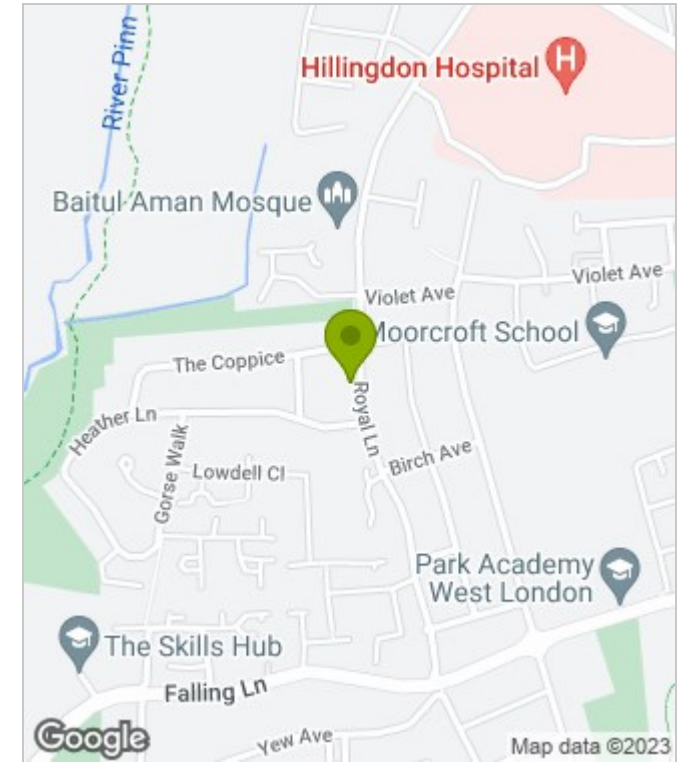 River Pinn
Hillingdon Hospital
H
Baitul Aman Mosque
Violet Ave
Violet Ave
Moorcroft School
The Coppice
Royal Ln
Heather Ln
Gorse Walk
Lowdell Cl
Birch Ave
Park Academy
West London
The Skills Hub
Falling Ln
Yew Ave
Google
Map data ©2023